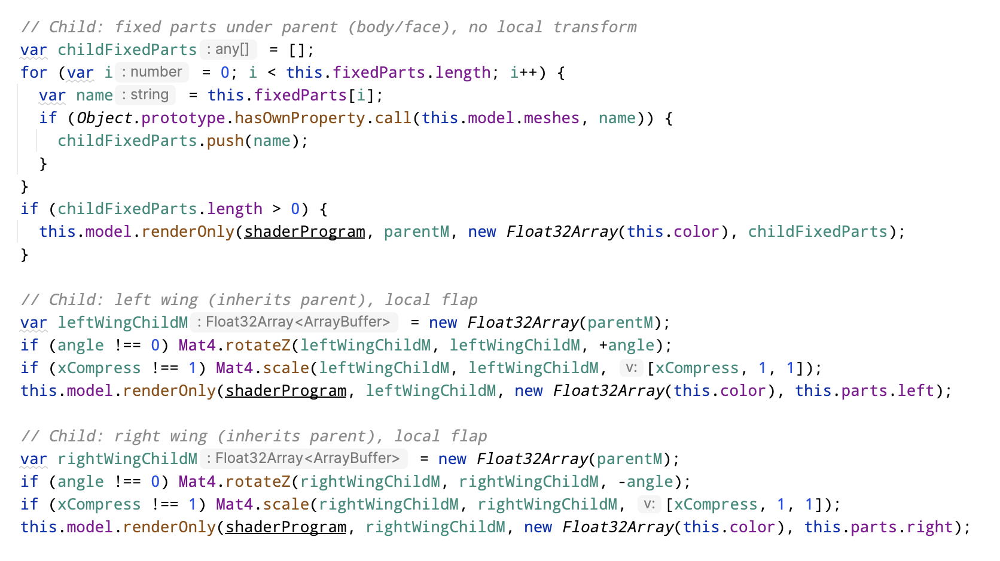 // Child: fixed parts under parent (body/face), no local transform
var childFixedParts : any[] = [];
for (var i : number = 0; i < this.fixedParts.length; i++) {
var name : string = this.fixedParts[i];
if (Object.prototype.hasOwnProperty.call(this.model.meshes, name)) {
childFixedParts.push(name);
}
}
if (childFixedParts.length > 0) {
this.model.renderOnly(shaderProgram, parentM, new Float32Array(this.color), childFixedParts);
}
// Child: left wing (inherits parent), local flap
var leftWingChildM : Float32Array<ArrayBuffer> = new Float32Array(parentM);
if (angle !== 0) Mat4.rotateZ(leftWingChildM, leftWingChildM, +angle);
if (xCompress !== 1) Mat4.scale(leftWingChildM, leftWingChildM, v: [xCompress, 1, 1]);
this.model.renderOnly(shaderProgram, leftWingChildM, new Float32Array(this.color), this.parts.left);
// Child: right wing (inherits parent), local flap
var rightWingChildM : Float32Array<ArrayBuffer> = new Float32Array(parentM);
if (angle !== 0) Mat4.rotateZ(rightWingChildM, rightWingChildM, -angle);
if (xCompress !== 1) Mat4.scale(rightWingChildM, rightWingChildM, v: [xCompress, 1, 1]);
this.model.renderOnly(shaderProgram, rightWingChildM, new Float32Array(this.color), this.parts.right);